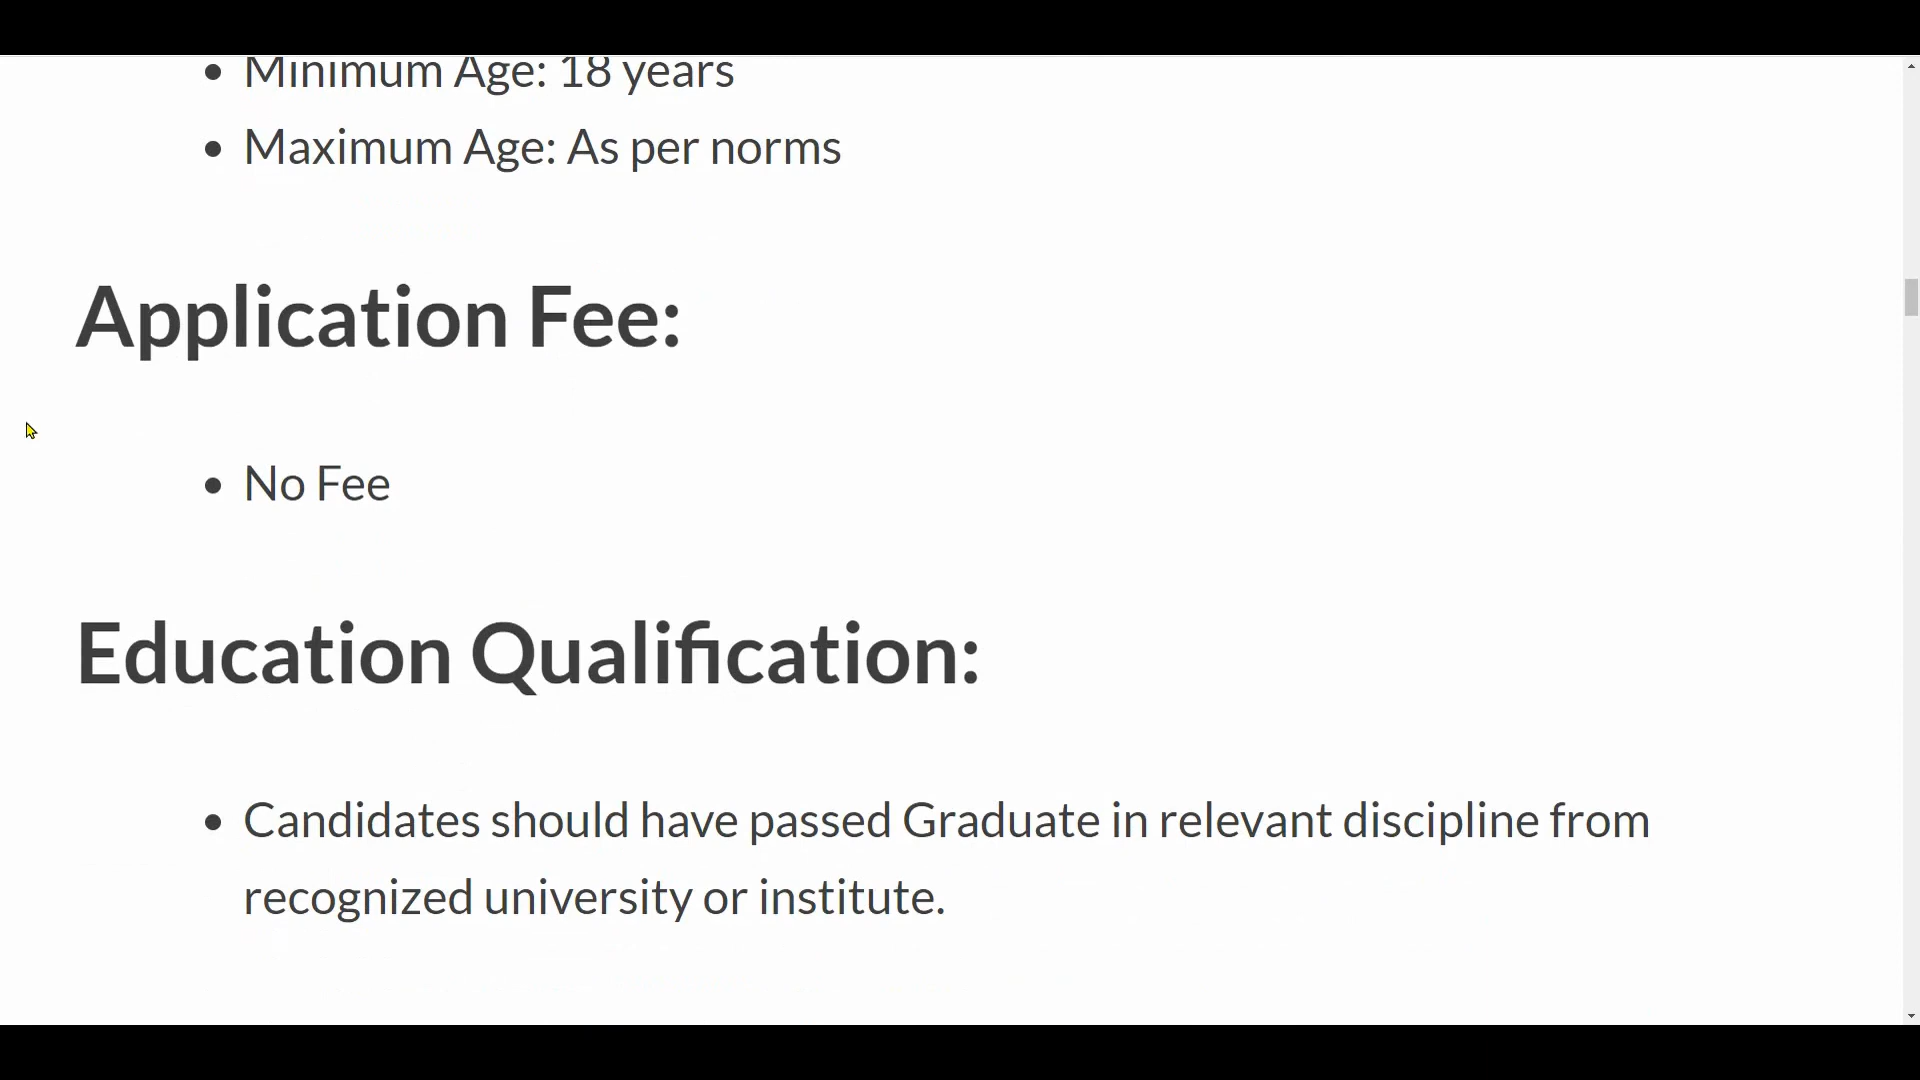 Minimum Age: 18 years
Maximum Age: As per norms
Application Fee:
No Fee
Education Qualification:
Candidates should have passed Graduate in relevant discipline from
recognized university or institute.